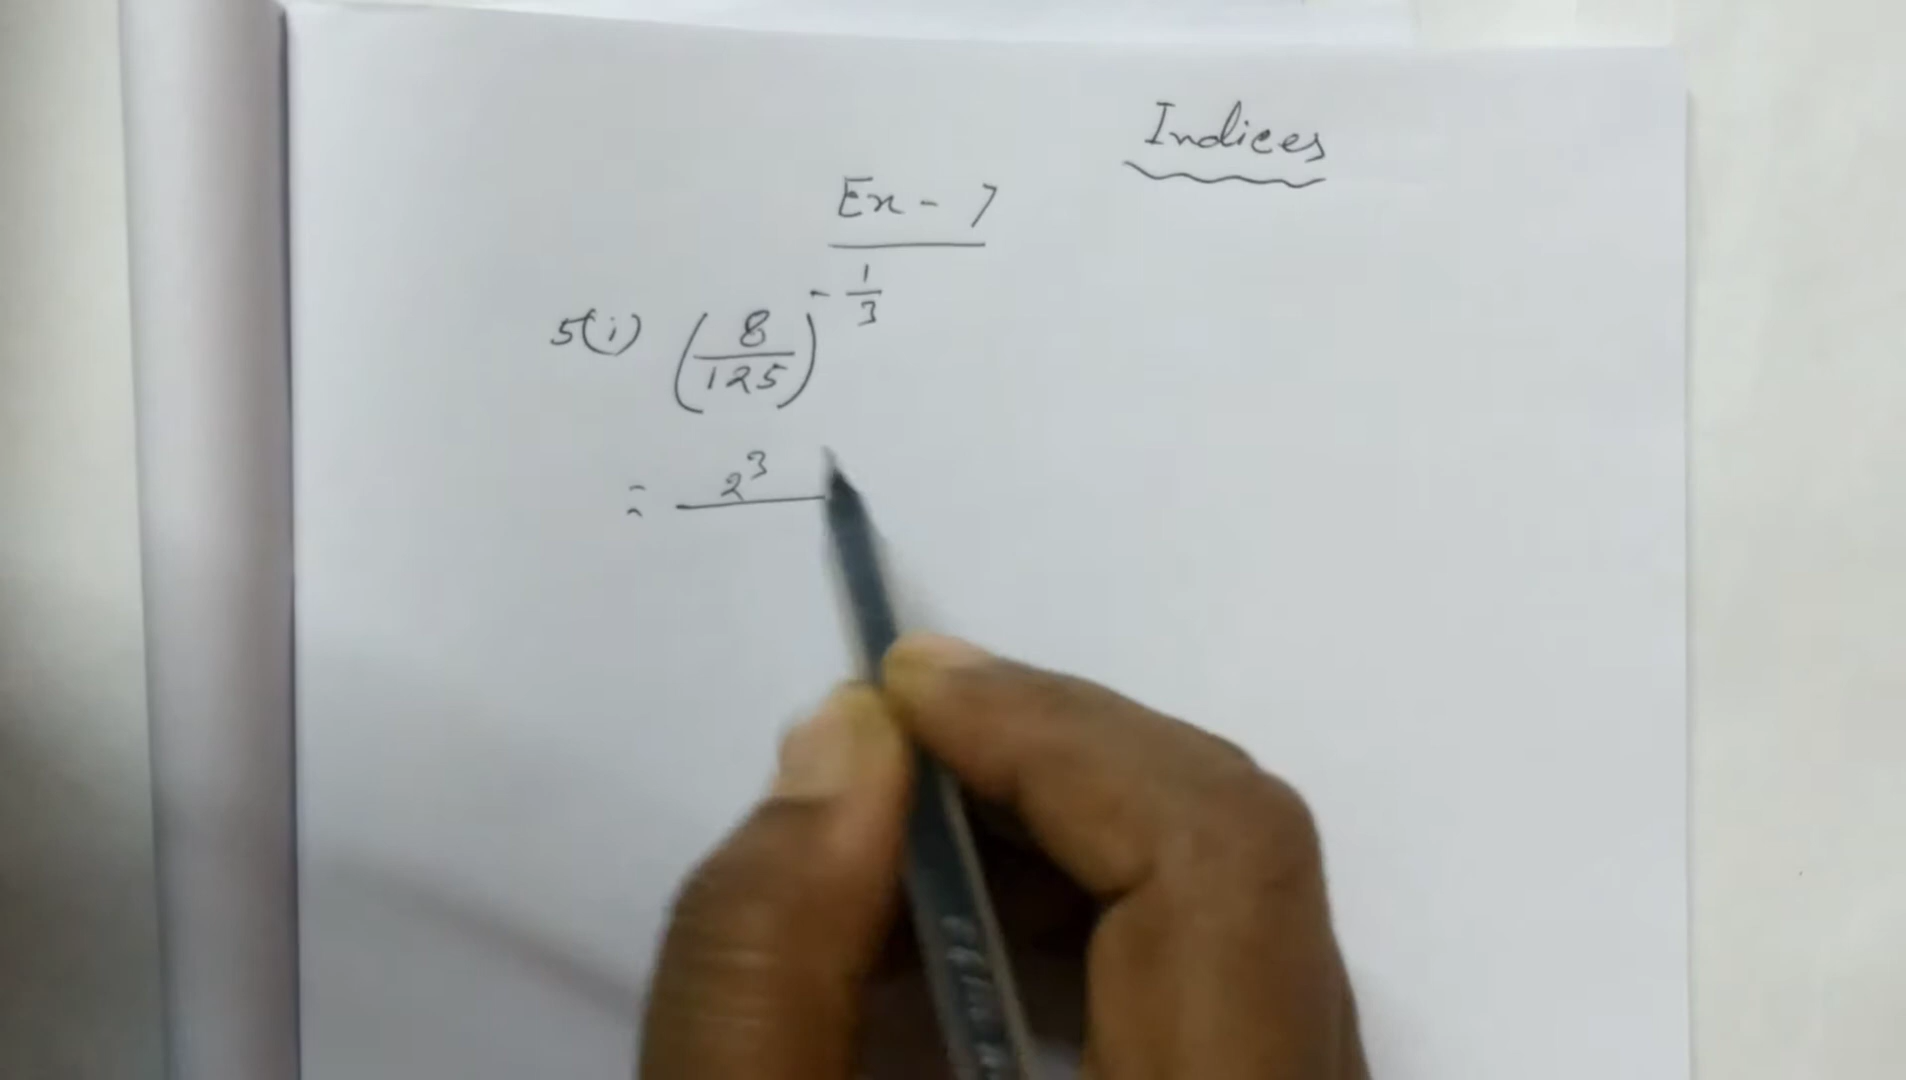 Indices
Ex - 7
5(i) (8/125)^(-1/3)
= 2^3/